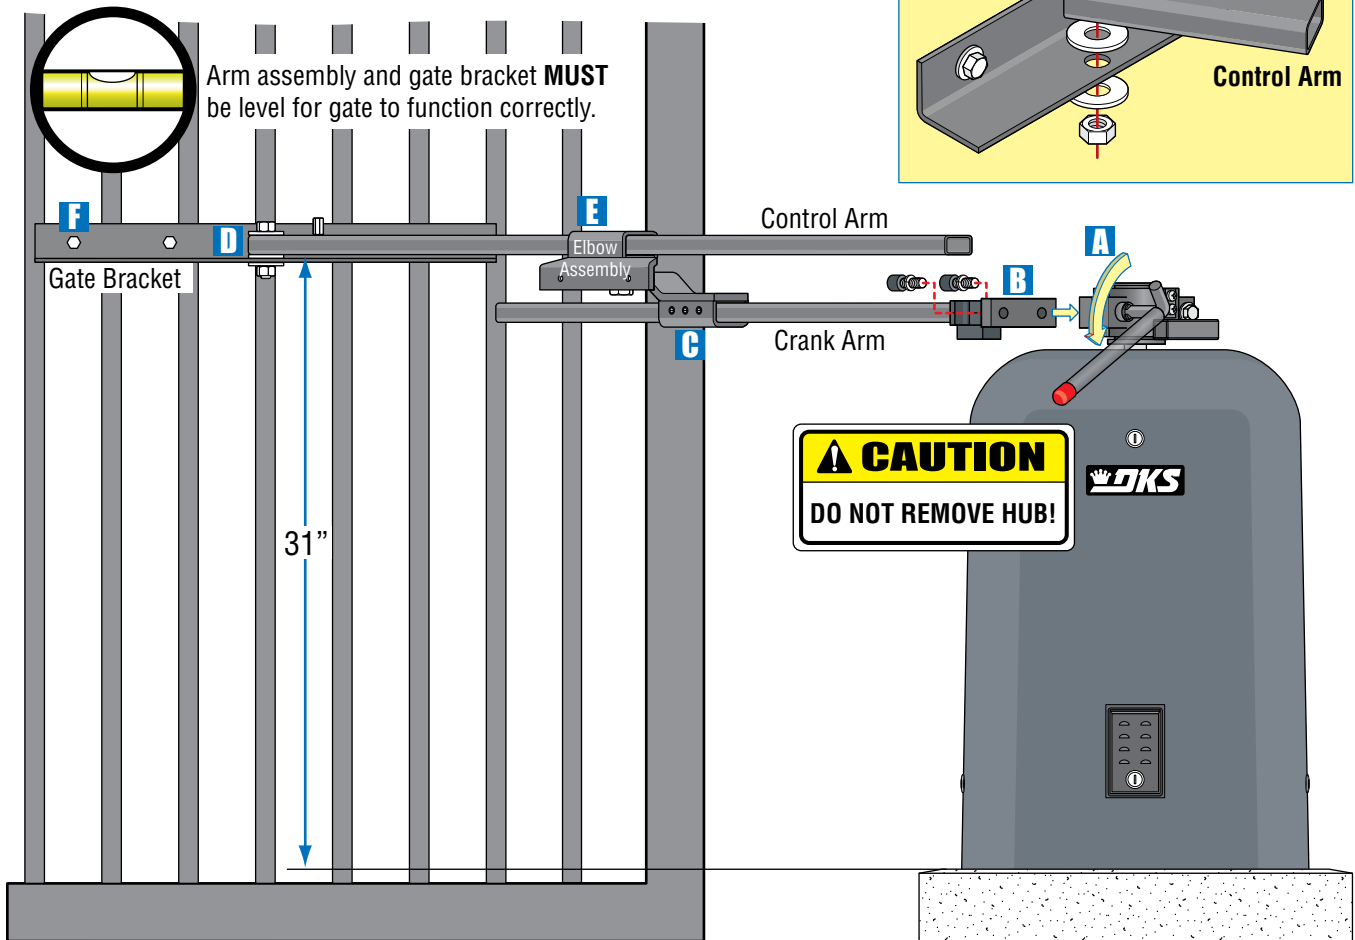 Arm assembly and gate bracket MUST
be level for gate to function correctly.
Control Arm
F
E
D
Elbow
Assembly
Gate Bracket
Control Arm
A
B
C
Crank Arm
CAUTION
DO NOT REMOVE HUB!
DKS
31”